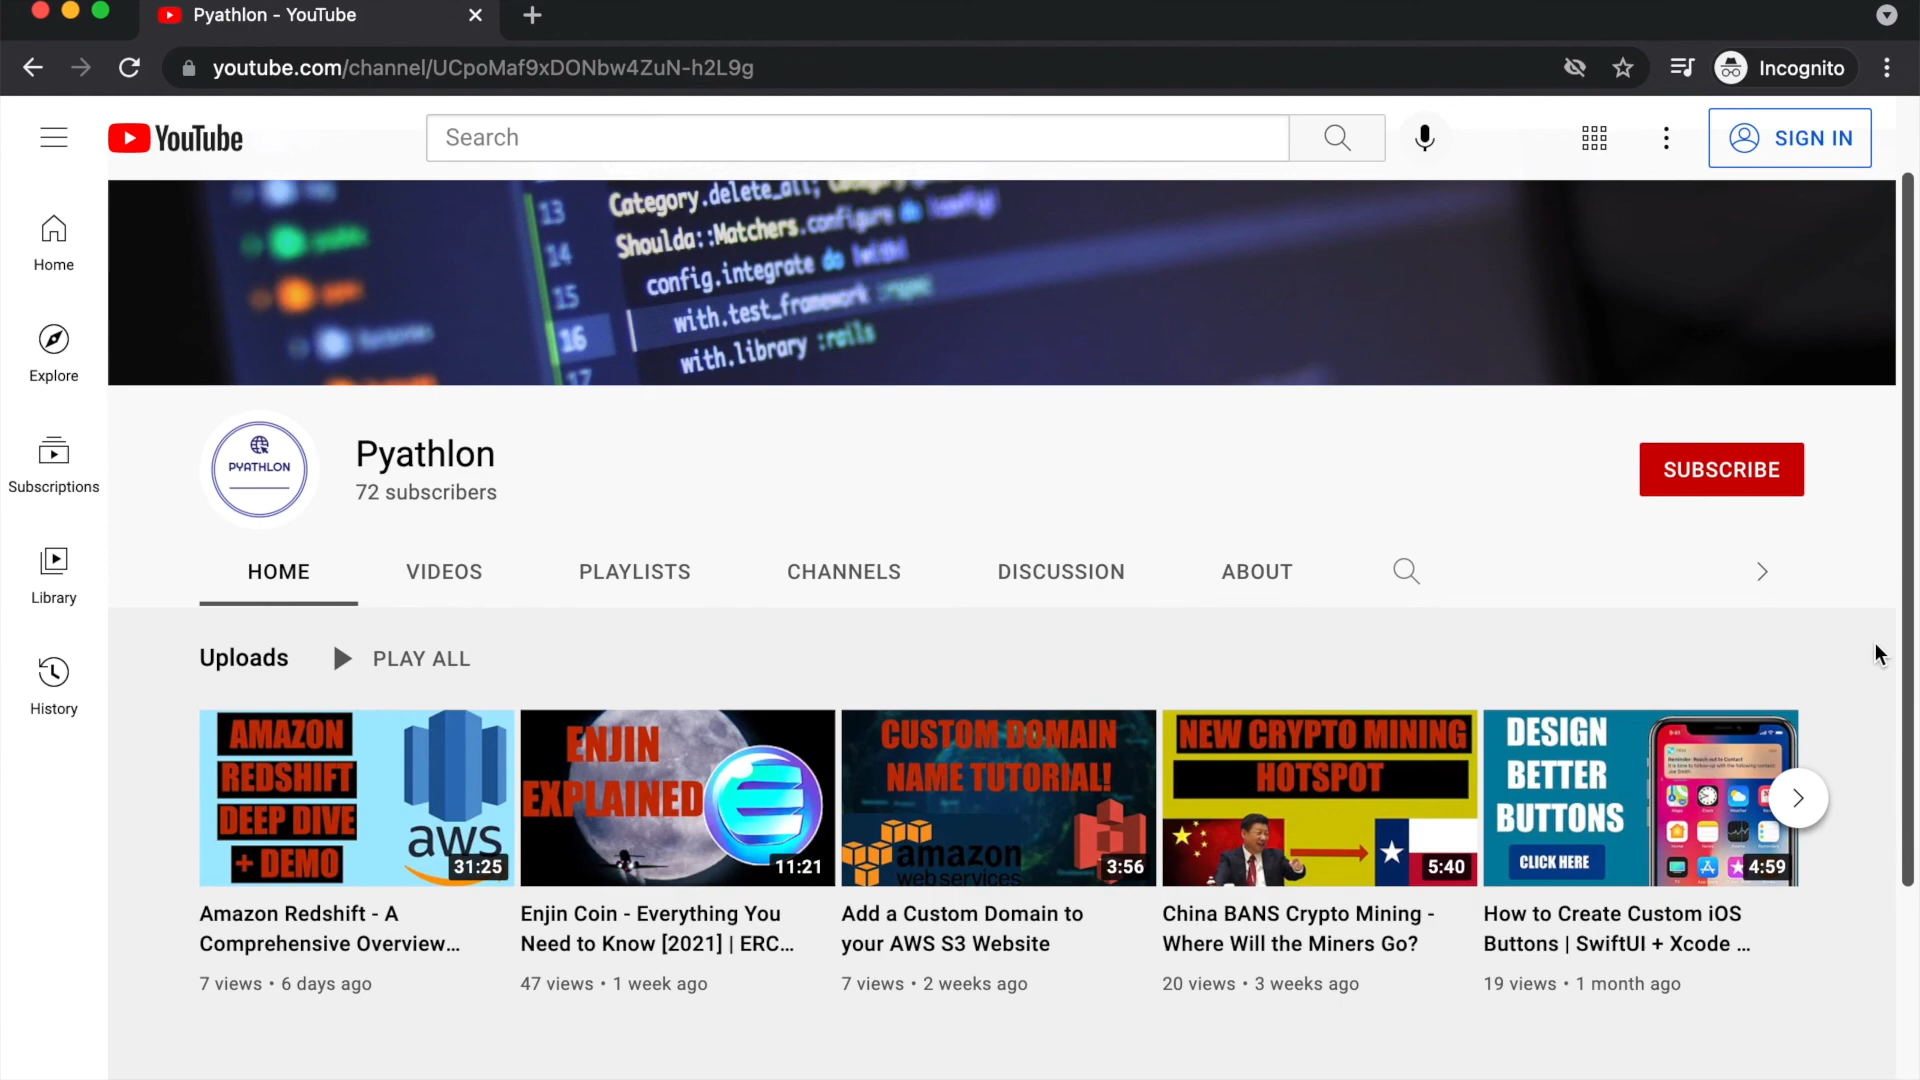 Pyathlon - YouTube
youtube.com/channel/UCpoMaf9xDONbw4ZuN-h2L9g
Incognito
YouTube
Search
SIGN IN
Home
Explore
Subscriptions
Library
History
13
Category.delete_all;
14
Shoulda::Matchers.configure do
15
config.integrate do
16
with.test_framework
17
with.library :rails
PYATHLON
Pyathlon
72 subscribers
SUBSCRIBE
HOME
VIDEOS
PLAYLISTS
CHANNELS
DISCUSSION
ABOUT
Uploads
PLAY ALL
AMAZON
REDSHIFT
DEEP DIVE
+ DEMO
aws
31:25
ENJIN
EXPLAINED
11:21
CUSTOM DOMAIN
NAME TUTORIAL!
amazon
webservices
3:56
NEW CRYPTO MINING
HOTSPOT
5:40
DESIGN
BETTER
BUTTONS
CLICK HERE
4:59
Amazon Redshift - A
Comprehensive Overview...
7 views • 6 days ago
Enjin Coin - Everything You
Need to Know [2021] | ERC...
47 views • 1 week ago
Add a Custom Domain to
your AWS S3 Website
7 views • 2 weeks ago
China BANS Crypto Mining -
Where Will the Miners Go?
20 views • 3 weeks ago
How to Create Custom iOS
Buttons | SwiftUI + Xcode ...
19 views • 1 month ago